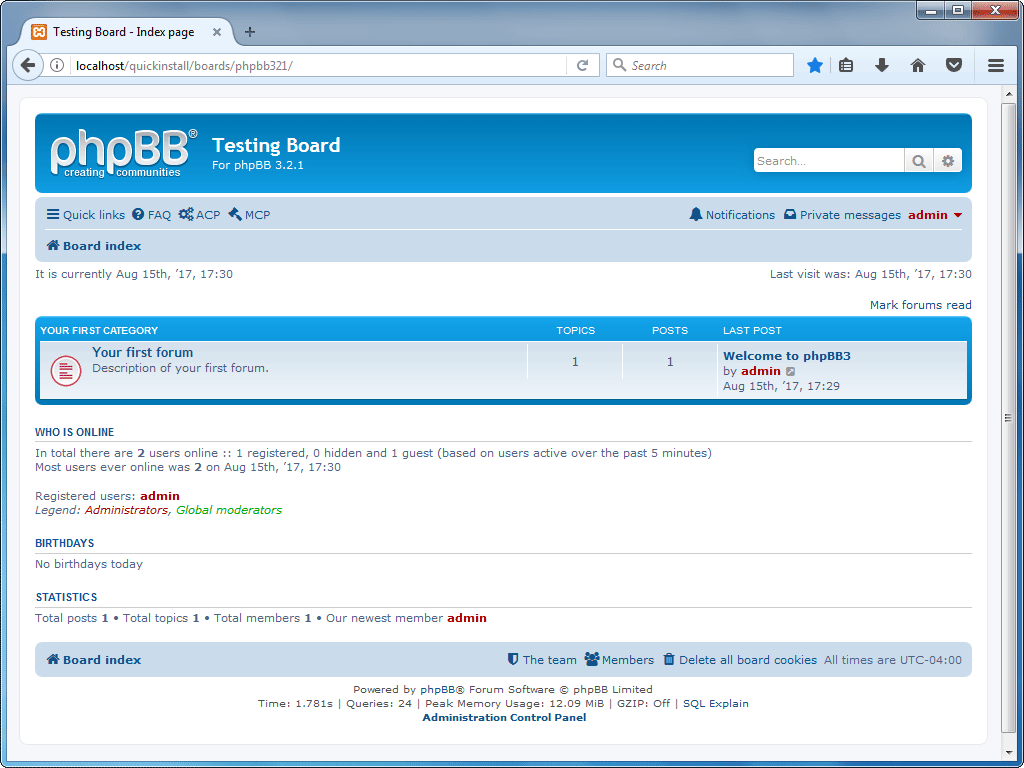 Testing Board - Index page
localhost/quickinstall/boards/phpbb321/
Search
phpBB®
creating communities
Testing Board
For phpBB 3.2.1
Search...
Quick links FAQ ACP MCP
Notifications Private messages admin
Board index
It is currently Aug 15th, ’17, 17:30
Last visit was: Aug 15th, ’17, 17:30
Mark forums read
YOUR FIRST CATEGORY TOPICS POSTS LAST POST
Your first forum
Description of your first forum.
1
1
Welcome to phpBB3
by admin
Aug 15th, ’17, 17:29
WHO IS ONLINE
In total there are 2 users online :: 1 registered, 0 hidden and 1 guest (based on users active over the past 5 minutes)
Most users ever online was 2 on Aug 15th, ’17, 17:30
Registered users: admin
Legend: Administrators, Global moderators
BIRTHDAYS
No birthdays today
STATISTICS
Total posts 1 • Total topics 1 • Total members 1 • Our newest member admin
Board index
The team Members Delete all board cookies All times are UTC-04:00
Powered by phpBB® Forum Software © phpBB Limited
Time: 1.781s | Queries: 24 | Peak Memory Usage: 12.09 MiB | GZIP: Off | SQL Explain
Administration Control Panel